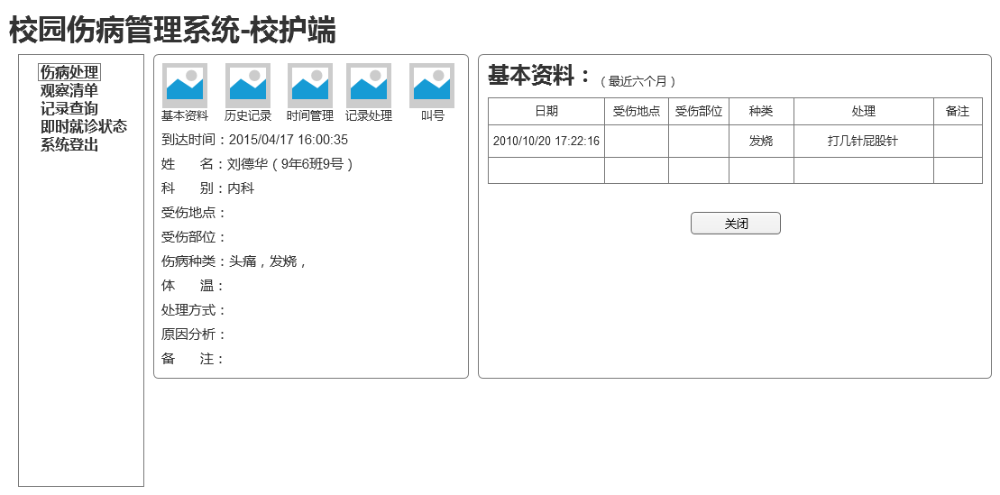 校园伤病管理系统-校护端
伤病处理
观察清单
记录查询
即时就诊状态
系统登出
基本资料 历史记录 时间管理 记录处理 叫号
到达时间：2015/04/17 16:00:35
姓 名：刘德华（9年6班9号）
科 别：内科
受伤地点：
受伤部位：
伤病种类：头痛，发烧，
体 温：
处理方式：
原因分析：
备 注：
基本资料：（最近六个月）
日期 受伤地点 受伤部位 种类 处理 备注
2010/10/20 17:22:16 发烧 打几针屁股针
关闭